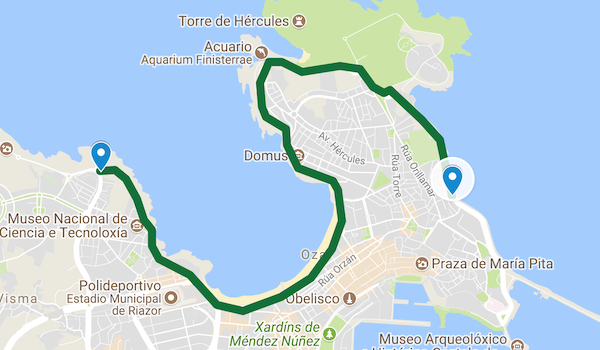 Torre de Hércules
Acuario
Aquarium Finisterrae
Av. Hércules
Domus
Rúa Torre
Rúa Orillamar
Museo Nacional de
Ciencia e Tecnoloxía
Rúa Orzán
Praza de María Pita
Polideportivo
Estadio Municipal
de Riazor
Visma
Obelisco
Xardíns de
Méndez Núñez
Museo Arqueolóxico